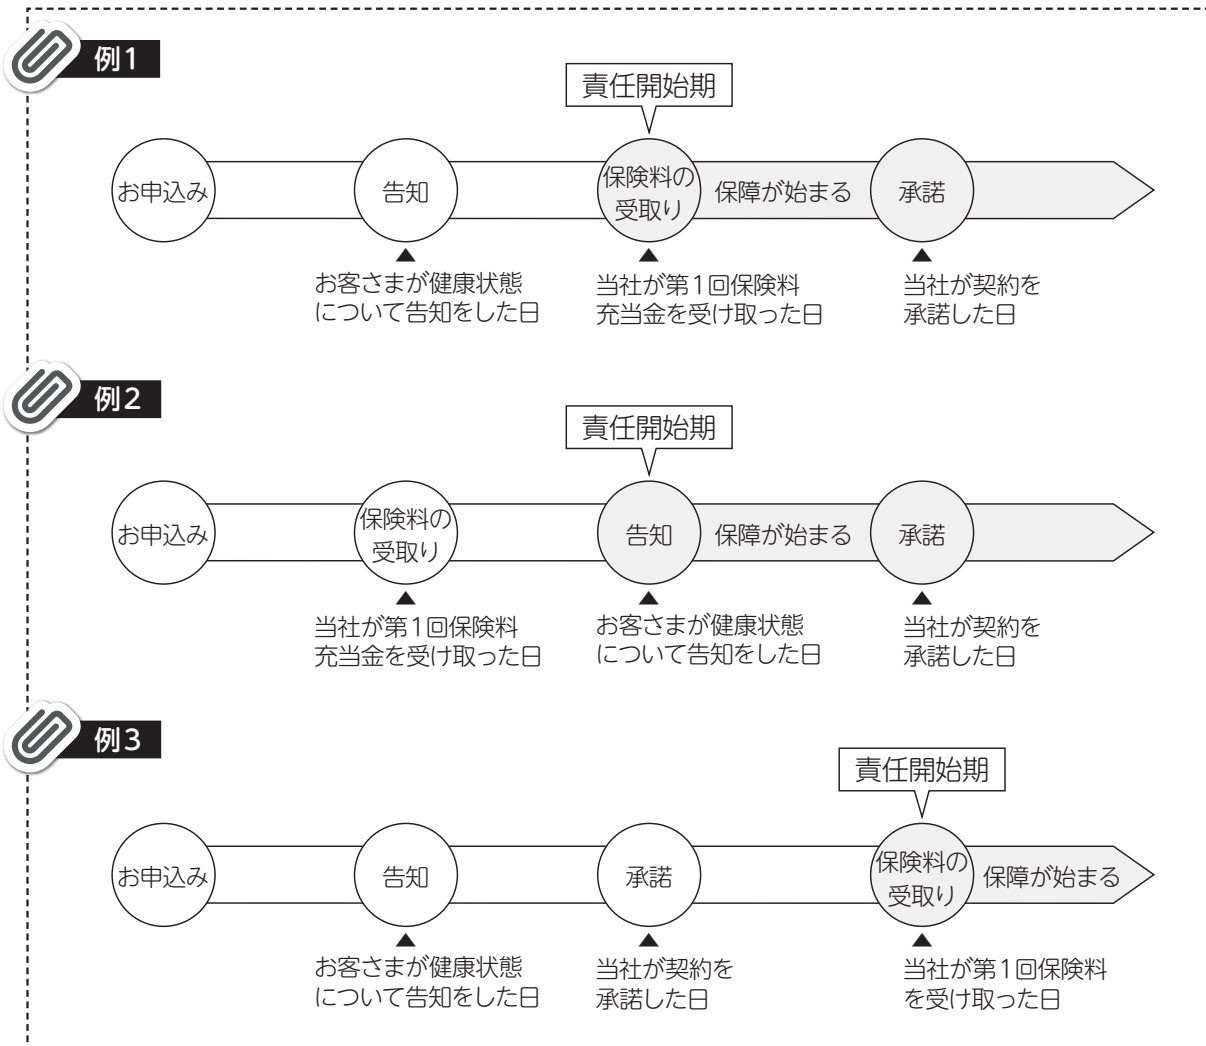 例1
責任開始期
お申込み
告知
保険料の
受取り
保障が始まる
承諾
お客さまが健康状態
について告知をした日
当社が第1回保険料
充当金を受け取った日
当社が契約を
承諾した日
例2
責任開始期
お申込み
保険料の
受取り
告知
保障が始まる
承諾
当社が第1回保険料
充当金を受け取った日
お客さまが健康状態
について告知をした日
当社が契約を
承諾した日
例3
責任開始期
お申込み
告知
承諾
保険料の
受取り
保障が始まる
お客さまが健康状態
について告知をした日
当社が契約を
承諾した日
当社が第1回保険料
を受け取った日